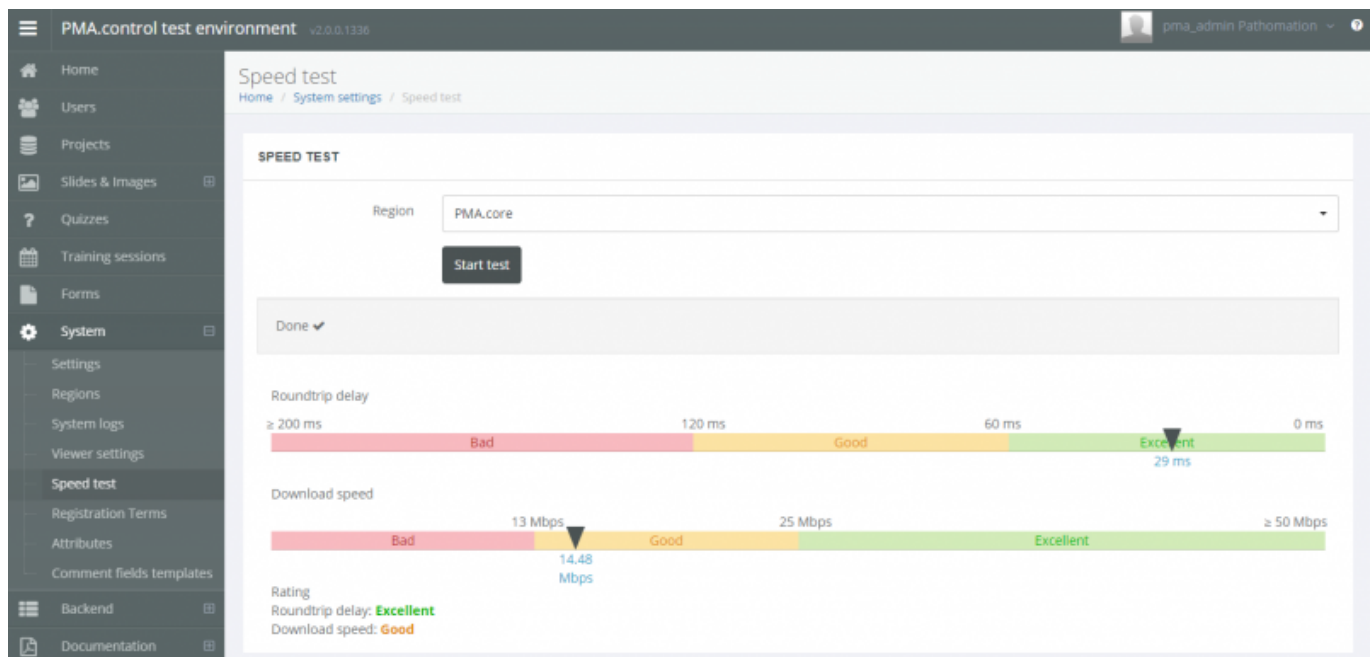 PMA.control test environment v2.0.0.1336
pma_admin Pathomation
Home
Users
Projects
Slides & Images
Quizzes
Training sessions
Forms
System
Settings
Regions
System logs
Viewer settings
Speed test
Registration Terms
Attributes
Comment fields templates
Backend
Documentation
Speed test
Home / System settings / Speed test
SPEED TEST
Region PMA.core
Start test
Done
Roundtrip delay
≥ 200 ms 120 ms 60 ms 0 ms
Bad Good Excellent
29 ms
Download speed
13 Mbps 25 Mbps ≥ 50 Mbps
Bad Good Excellent
14.48
Mbps
Rating
Roundtrip delay: Excellent
Download speed: Good